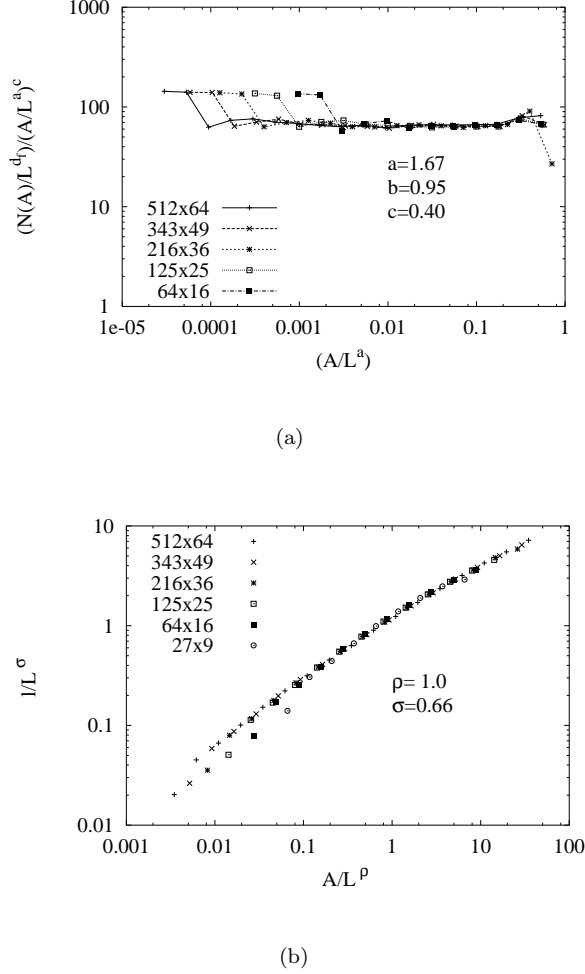 1000
100
10
1
(N(A)/L^df)/(A/L^a)^c
a=1.67
b=0.95
c=0.40
512x64
343x49
216x36
125x25
64x16
1e-05 0.0001 0.001 0.01 0.1 1
(A/L^a)
(a)
10
1
0.1
0.01
l/L^σ
512x64
343x49
216x36
125x25
64x16
27x9
ρ= 1.0
σ=0.66
0.001 0.01 0.1 1 10 100
A/L^ρ
(b)